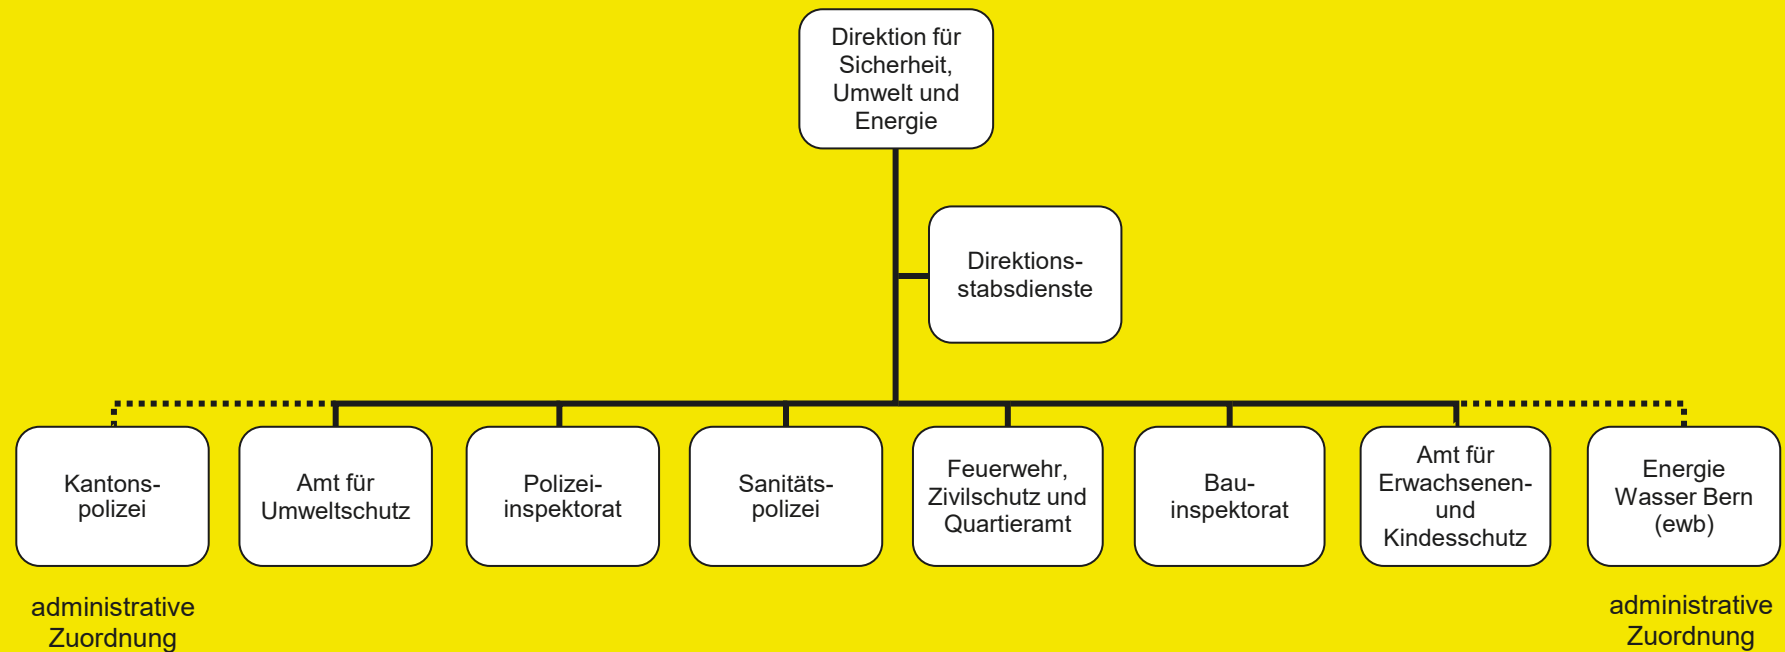 Direktion für
Sicherheit,
Umwelt und
Energie
Direktions-
stabsdienste
Kantons-
polizei
Amt für
Umweltschutz
Polizei-
inspektorat
Sanitäts-
polizei
Feuerwehr,
Zivilschutz und
Quartieramt
Bau-
inspektorat
Amt für
Erwachsenen-
und
Kindesschutz
Energie
Wasser Bern
(ewb)
administrative
Zuordnung
administrative
Zuordnung